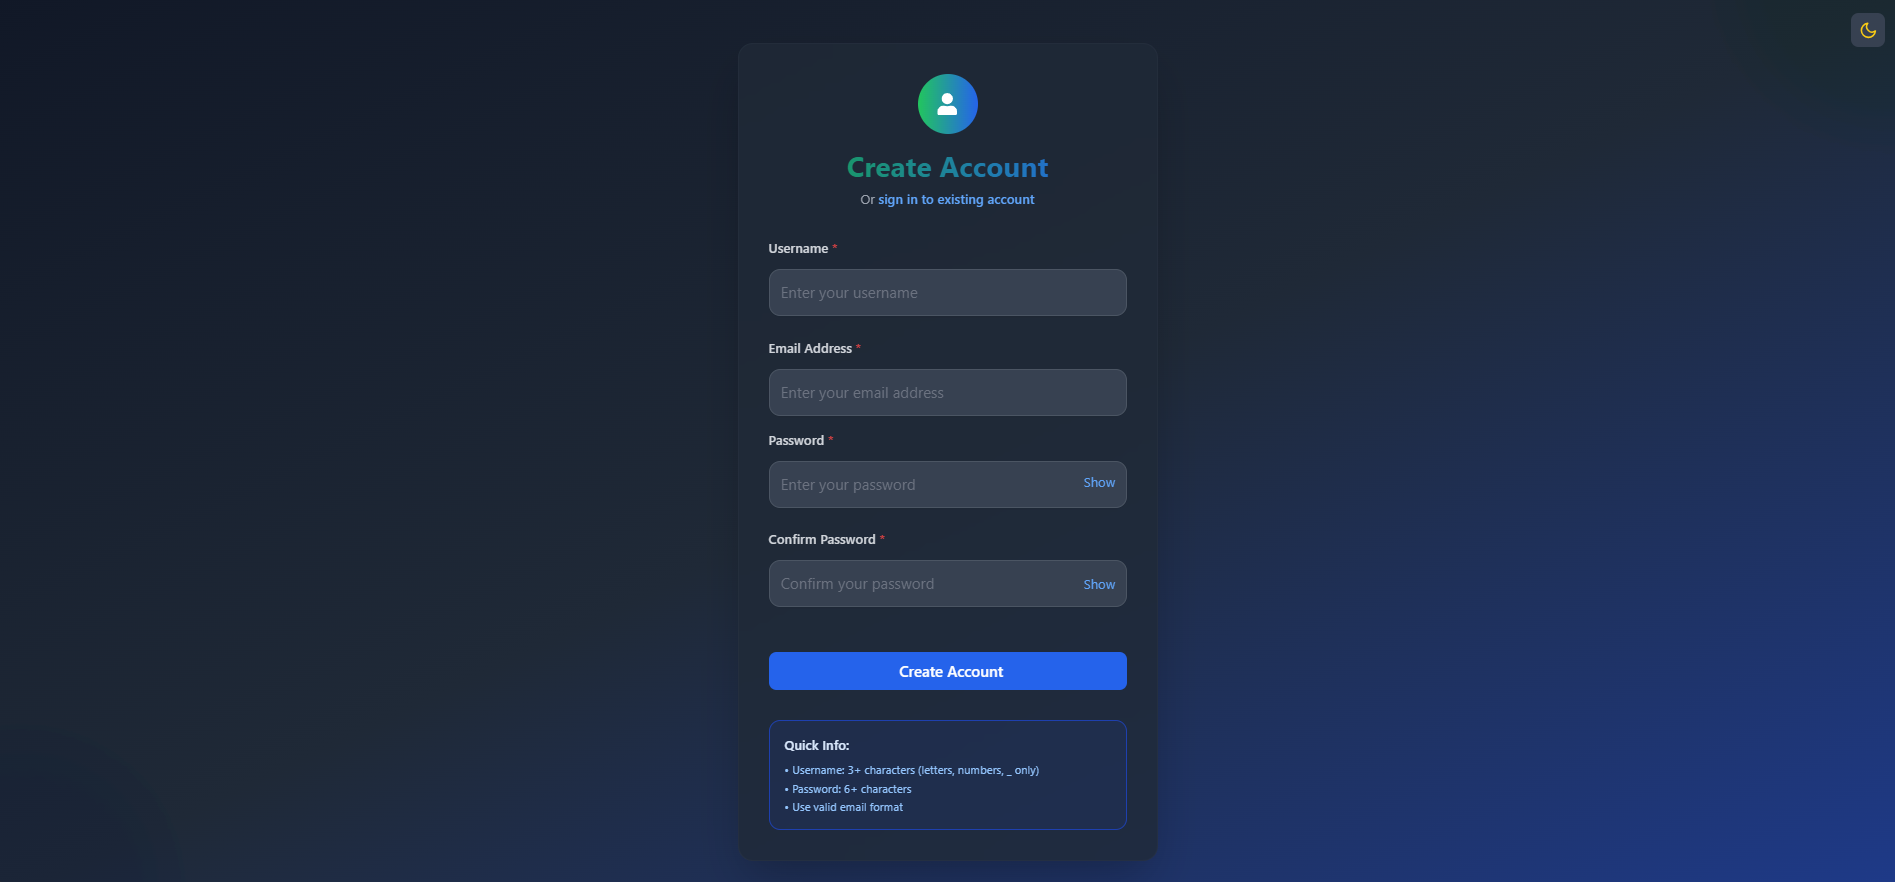 Create Account
Or sign in to existing account
Username *
Enter your username
Email Address *
Enter your email address
Password *
Enter your password
Show
Confirm Password *
Confirm your password
Show
Create Account
Quick Info:
• Username: 3+ characters (letters, numbers, _ only)
• Password: 6+ characters
• Use valid email format